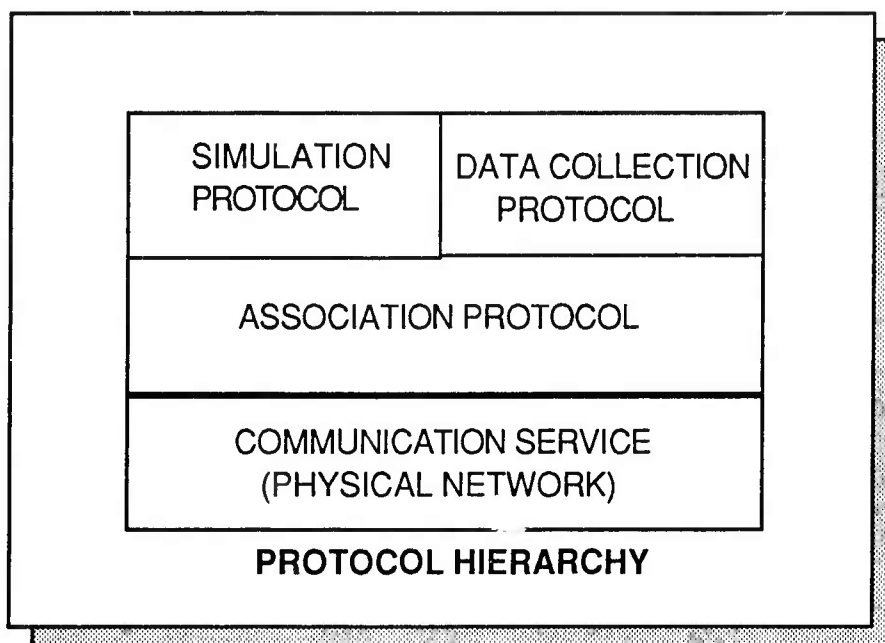 SIMULATION
PROTOCOL
DATA COLLECTION
PROTOCOL
ASSOCIATION PROTOCOL
COMMUNICATION SERVICE
(PHYSICAL NETWORK)
PROTOCOL HIERARCHY